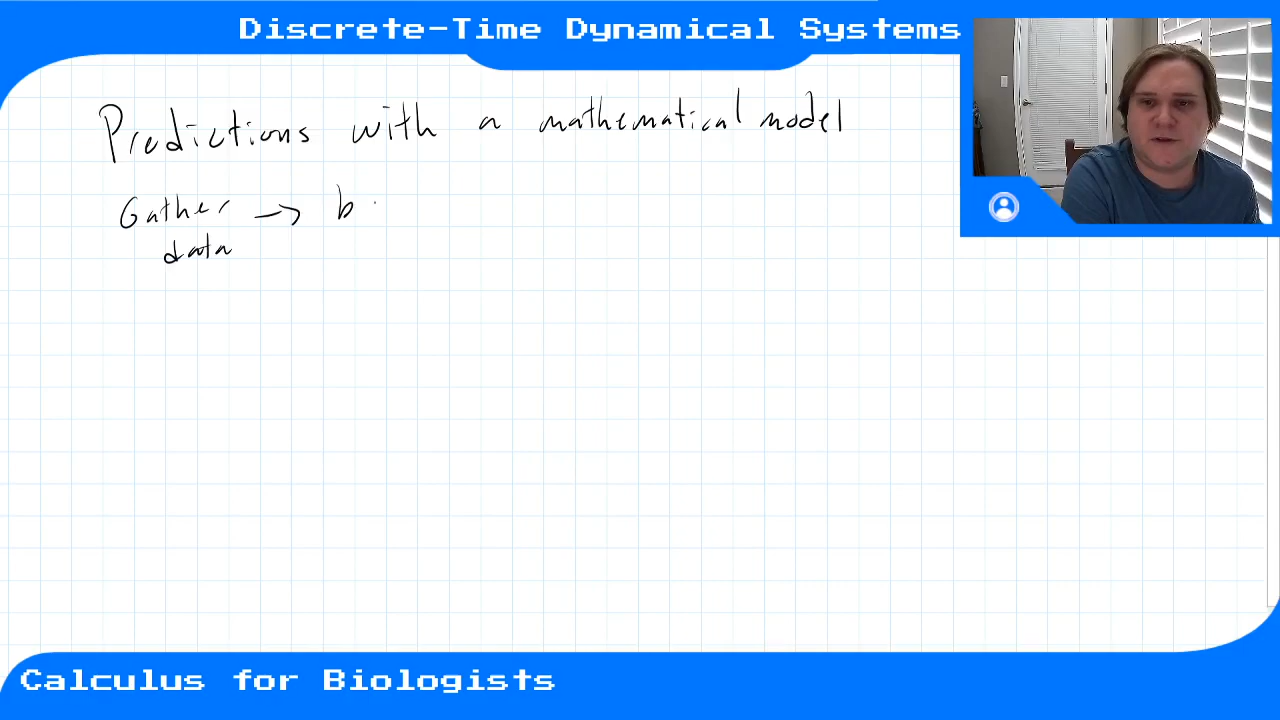 Discrete-Time Dynamical Systems
Predictions with a mathematical model
Gather → b
data
Calculus for Biologists